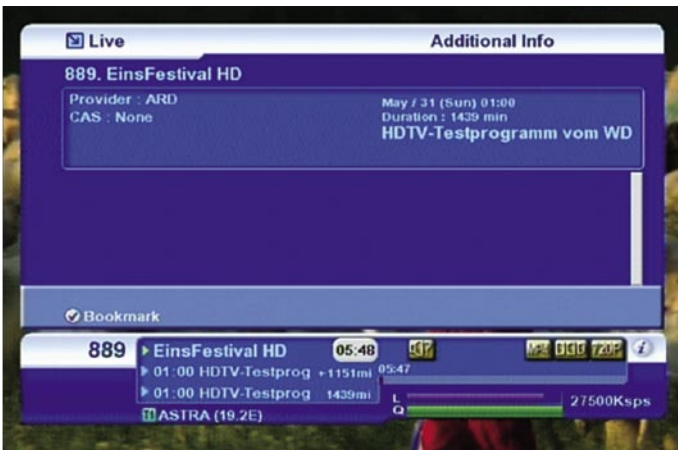 Live
Additional Info
889. EinsFestival HD
Provider : ARD
CAS : None
May / 31 (Sun) 01:00
Duration : 1439 min
HDTV-Testprogramm vom WD
Bookmark
889
EinsFestival HD
05:48
01:00 HDTV-Testprog +1151mi
05:47
01:00 HDTV-Testprog 1439mi
720P
i
L
Q
27500Ksps
T1 ASTRA (19.2E)